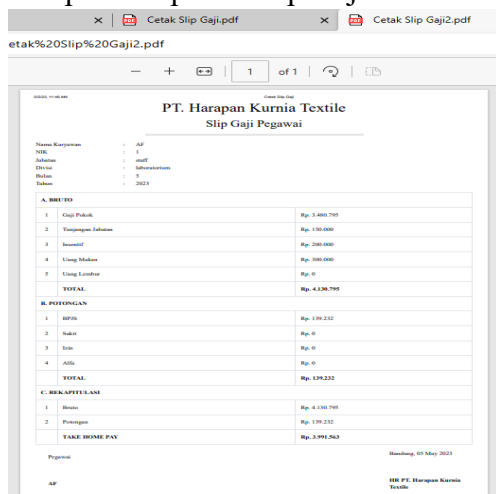 Cetak Slip Gaji.pdf
Cetak Slip Gaji2.pdf
etak%20Slip%20Gaji2.pdf
1 of 1
Cetak Slip Gaji
PT. Harapan Kurnia Textile
Slip Gaji Pegawai
Nama Karyawan : AF
NIK : 1
Jabatan : staff
Divisi : laboratorium
Bulan : 5
Tahun : 2023
A. BRUTO
1 Gaji Pokok Rp. 3.480.795
2 Tunjangan Jabatan Rp. 150.000
3 Insentif Rp. 200.000
4 Uang Makan Rp. 300.000
5 Uang Lembur Rp. 0
TOTAL Rp. 4.130.795
B. POTONGAN
1 BPJS Rp. 139.232
2 Sakit Rp. 0
3 Izin Rp. 0
4 Alfa Rp. 0
TOTAL Rp. 139.232
C. REKAPITULASI
1 Bruto Rp. 4.130.795
2 Potongan Rp. 139.232
TAKE HOME PAY Rp. 3.991.563
Pegawai
Bandung, 05 May 2023
AF
HR PT. Harapan Kurnia
Textile